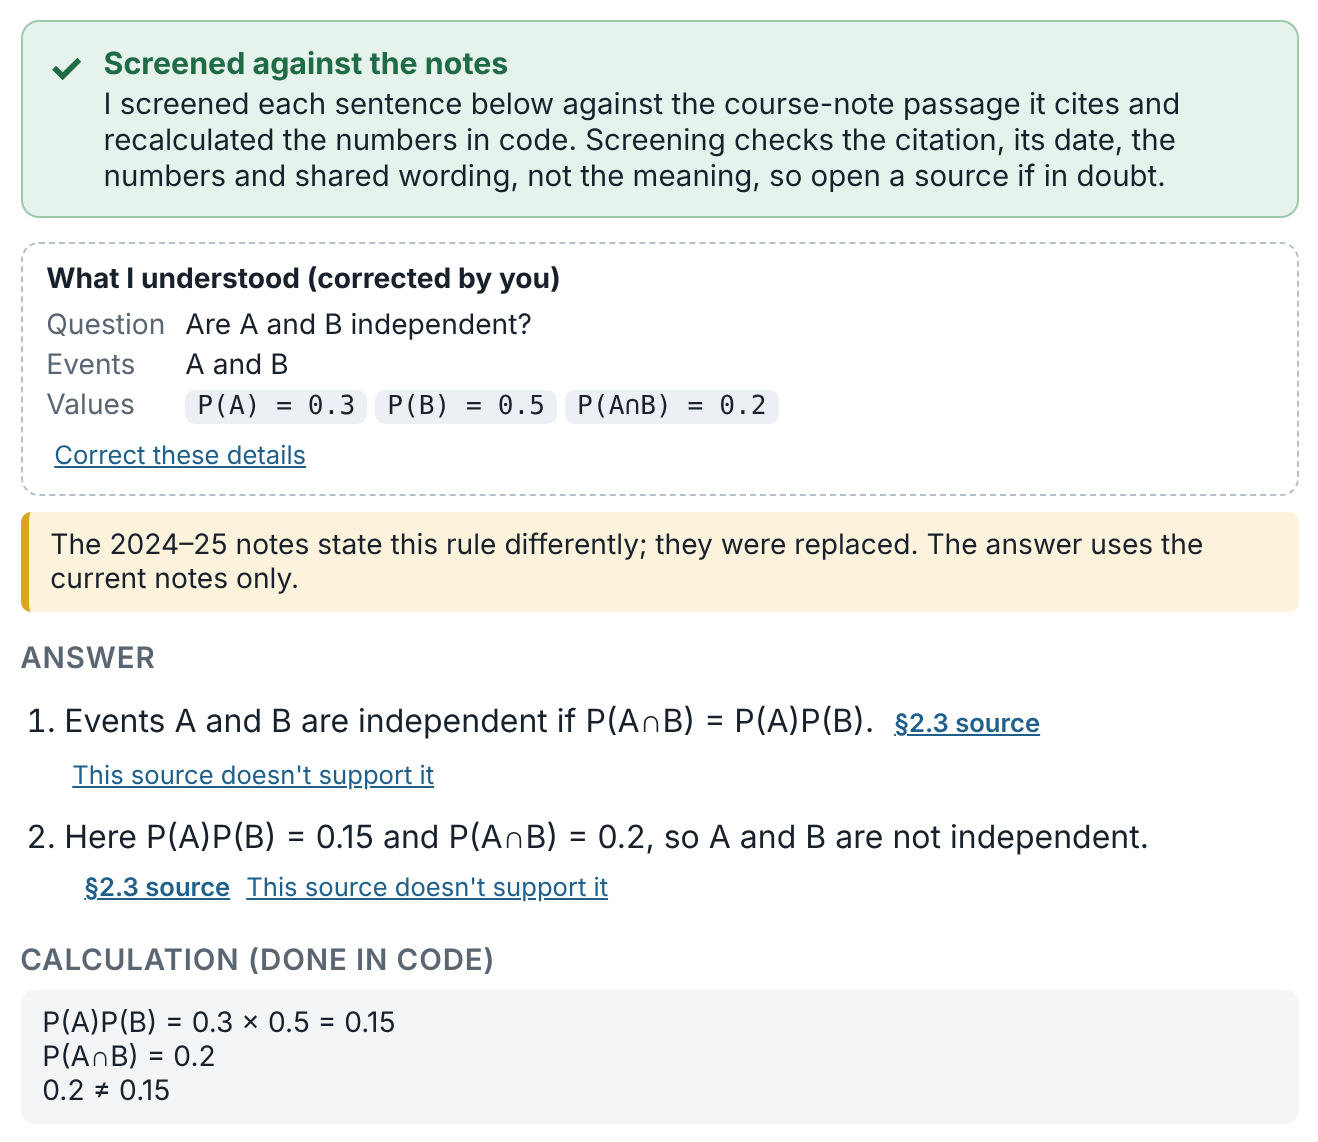 Screened against the notes
I screened each sentence below against the course-note passage it cites and
recalculated the numbers in code. Screening checks the citation, its date, the
numbers and shared wording, not the meaning, so open a source if in doubt.
What I understood (corrected by you)
Question Are A and B independent?
Events A and B
Values P(A) = 0.3 P(B) = 0.5 P(A∩B) = 0.2
Correct these details
The 2024–25 notes state this rule differently; they were replaced. The answer uses the
current notes only.
ANSWER
1. Events A and B are independent if P(A∩B) = P(A)P(B). §2.3 source
This source doesn't support it
2. Here P(A)P(B) = 0.15 and P(A∩B) = 0.2, so A and B are not independent.
§2.3 source This source doesn't support it
CALCULATION (DONE IN CODE)
P(A)P(B) = 0.3 × 0.5 = 0.15
P(A∩B) = 0.2
0.2 ≠ 0.15